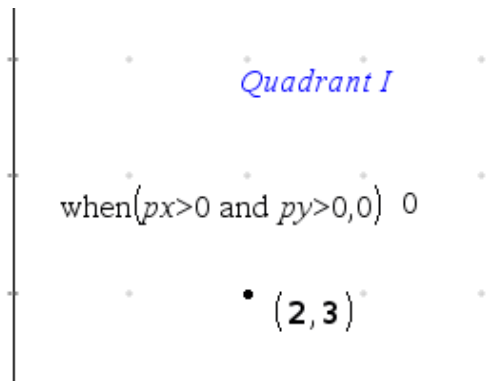 Quadrant I
when(px>0 and py>0,0) 0
(2,3)